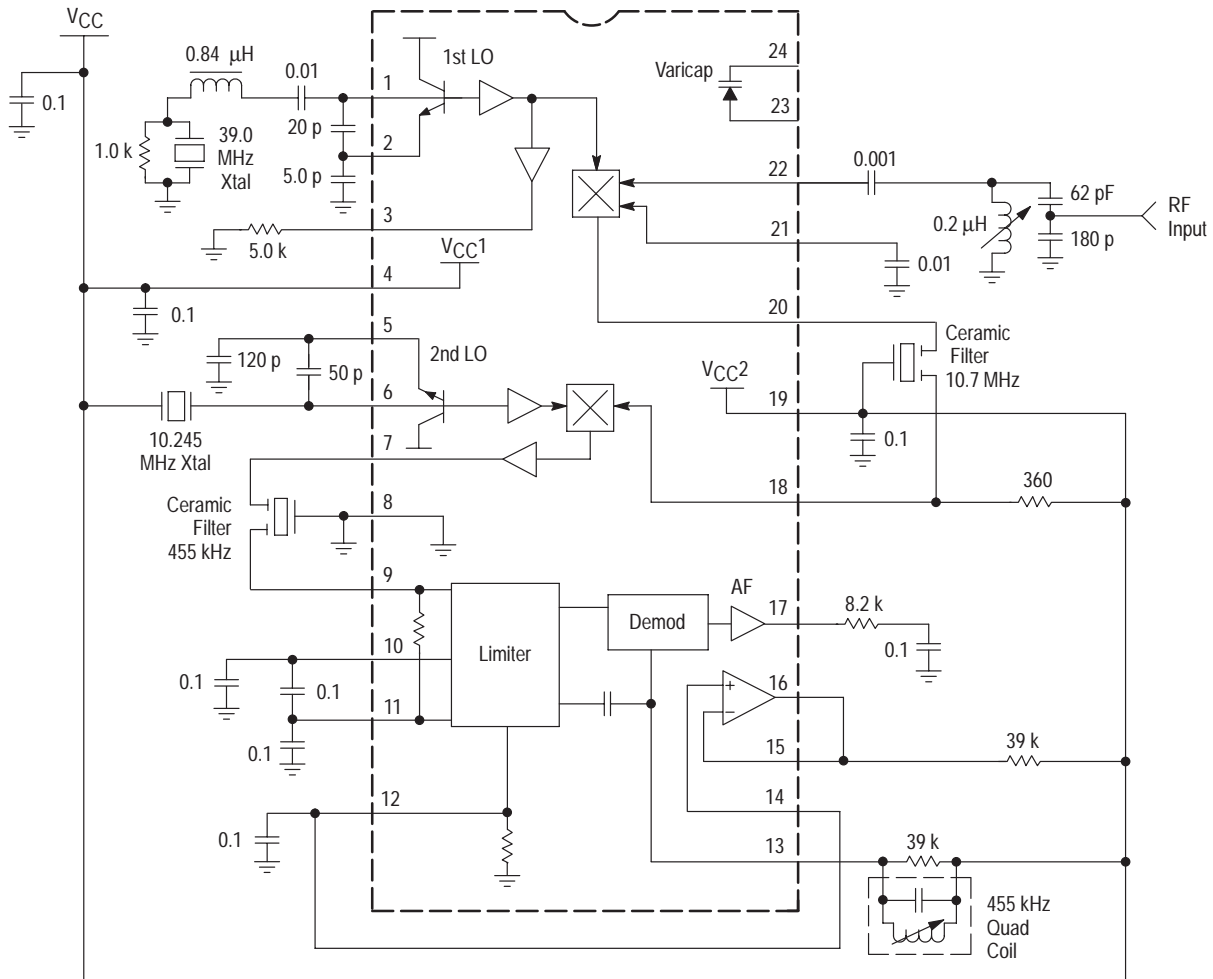 VCC
0.1
0.84 µH
0.01
1
1st LO
24
Varicap
23
20 p
2
1.0 k
39.0
MHz
Xtal
5.0 p
22
0.001
62 pF
RF
Input
0.2 µH
180 p
21
0.01
3
5.0 k
VCC1
4
0.1
20
5
2nd LO
120 p
50 p
6
VCC2
Ceramic
Filter
10.7 MHz
19
0.1
10.245
MHz Xtal
7
18
360
Ceramic
Filter
455 kHz
8
9
AF
17
8.2 k
Demod
0.1
Limiter
10
0.1
0.1
11
0.1
16
+
–
15
39 k
14
12
0.1
13
39 k
455 kHz
Quad
Coil